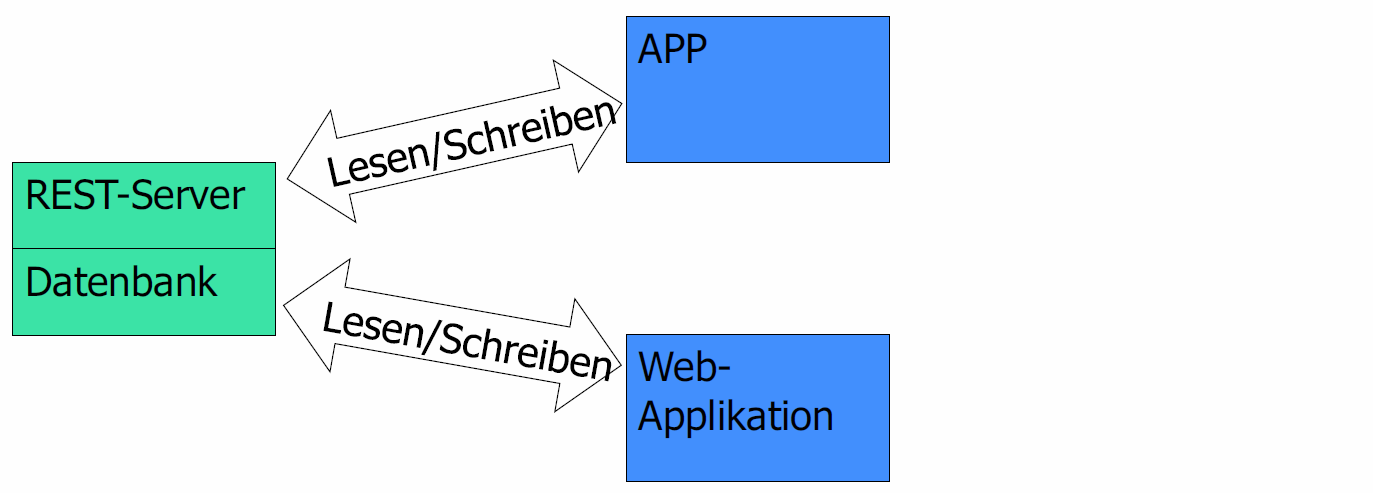 APP
Lesen/Schreiben
REST-Server
Datenbank
Lesen/Schreiben
Web-
Applikation